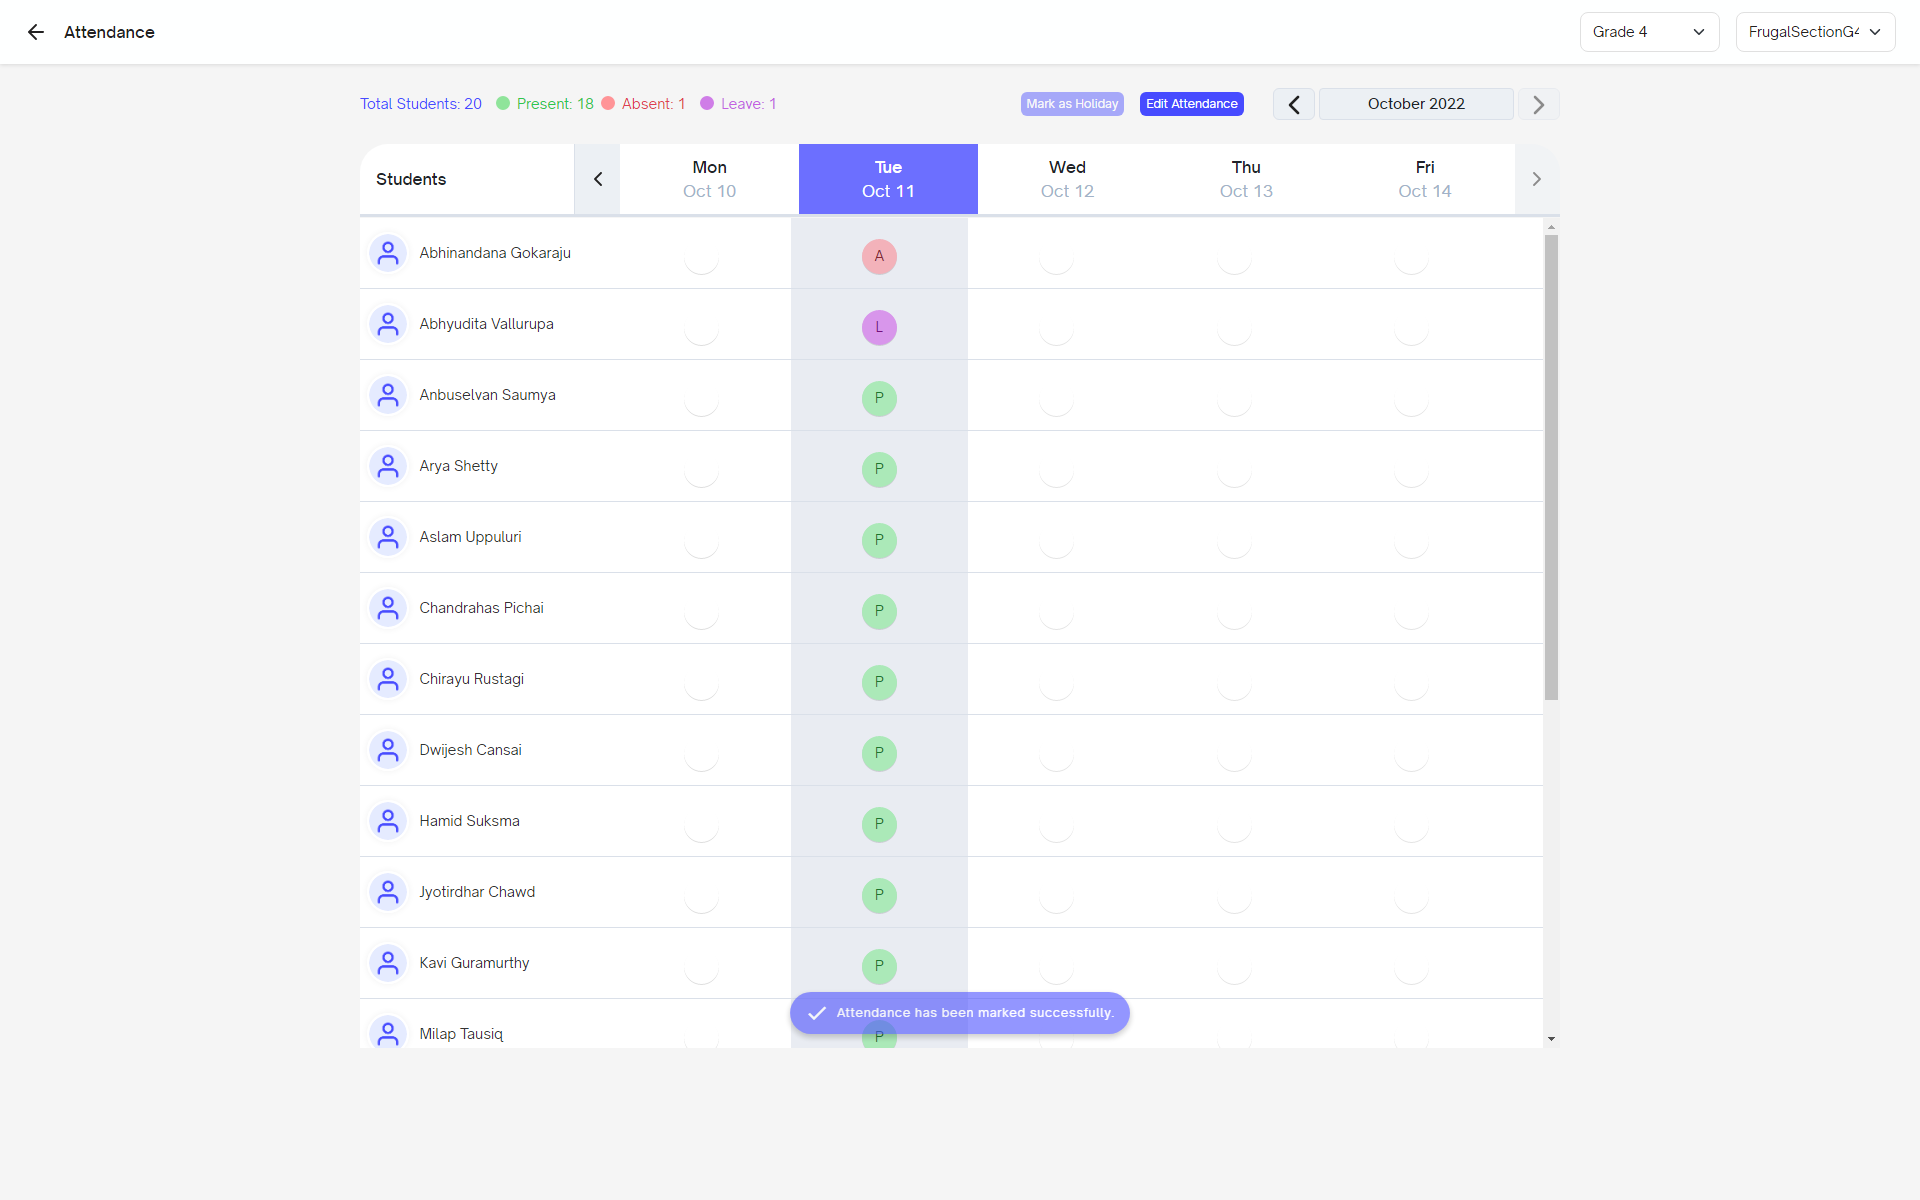 Attendance
Grade 4
FrugalSectionG4
Total Students: 20
Present: 18
Absent: 1
Leave: 1
Mark as Holiday
Edit Attendance
October 2022
Students
Mon
Oct 10
Tue
Oct 11
Wed
Oct 12
Thu
Oct 13
Fri
Oct 14
Abhinandana Gokaraju A
Abhyudita Vallurupa L
Anbuselvan Saumya P
Arya Shetty P
Aslam Uppuluri P
Chandrahas Pichai P
Chirayu Rustagi P
Dwijesh Cansai P
Hamid Suksma P
Jyotirdhar Chawd P
Kavi Guramurthy P
Attendance has been marked successfully.
Milap Tausiq P